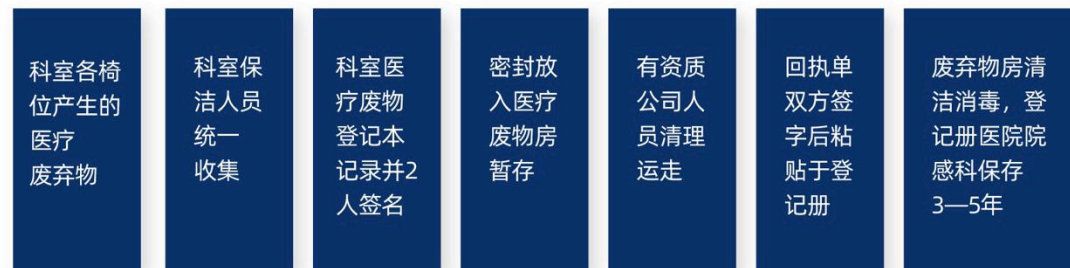 科室各椅
位产生的
医疗
废弃物
科室保
洁人员
统一
收集
科室医
疗废物
登记本
记录并2
人签名
密封放
入医疗
废物房
暂存
有资质
公司人
员清理
运走
回执单
双方签
字后粘
贴于登
记册
废弃物房清
洁消毒，登
记册医院院
感科保存
3—5年